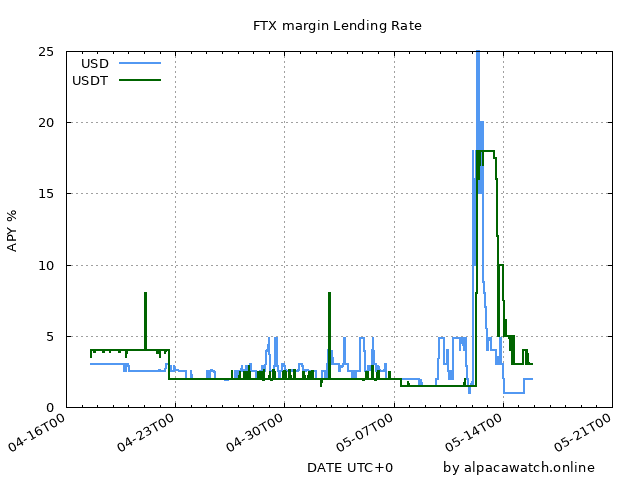 FTX margin Lending Rate
25
USD
USDT
20
15
APY %
10
5
0
04-16T00 04-23T00 04-30T00 05-07T00 05-14T00 05-21T00
DATE UTC+0 by alpacawatch.online